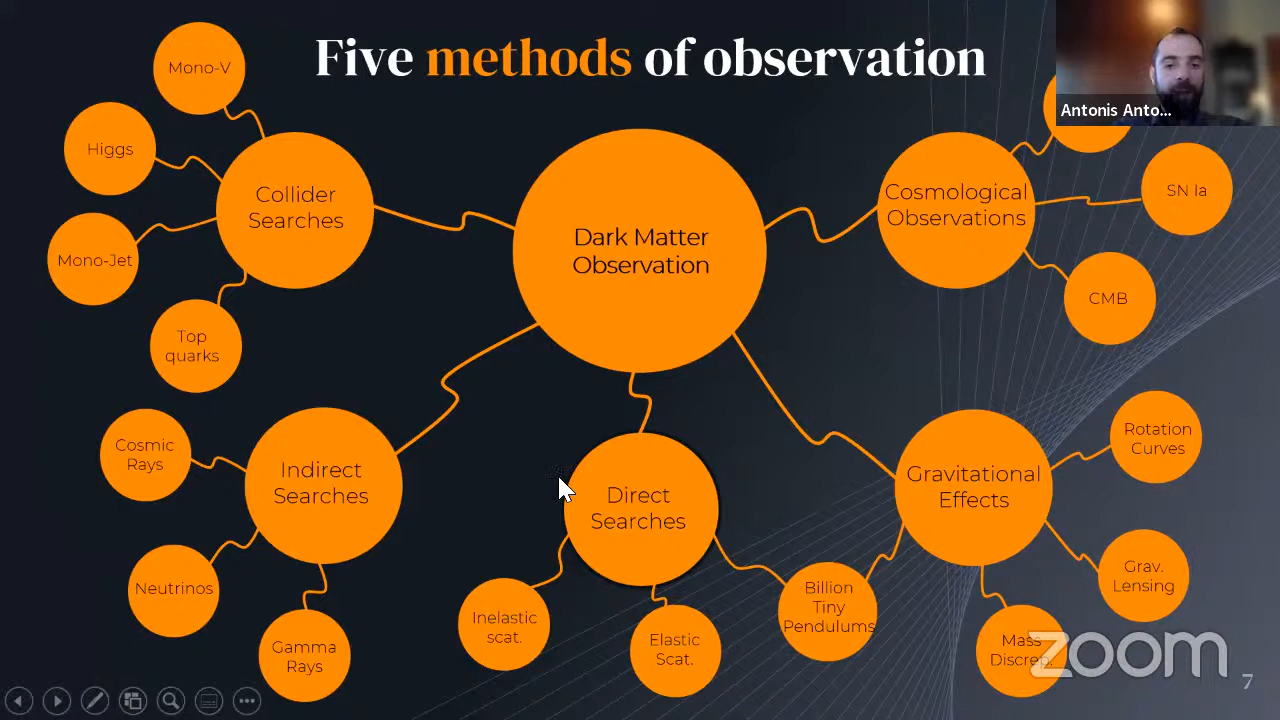 Five methods of observation
Antonis Anto...
Mono-V
Higgs
Mono-Jet
Top
quarks
Collider
Searches
Dark Matter
Observation
Cosmological
Observations
SN Ia
CMB
Cosmic
Rays
Neutrinos
Gamma
Rays
Indirect
Searches
Direct
Searches
Inelastic
scat.
Elastic
Scat.
Billion
Tiny
Pendulums
Gravitational
Effects
Rotation
Curves
Grav.
Lensing
Mass
Discrep.
zoom
7